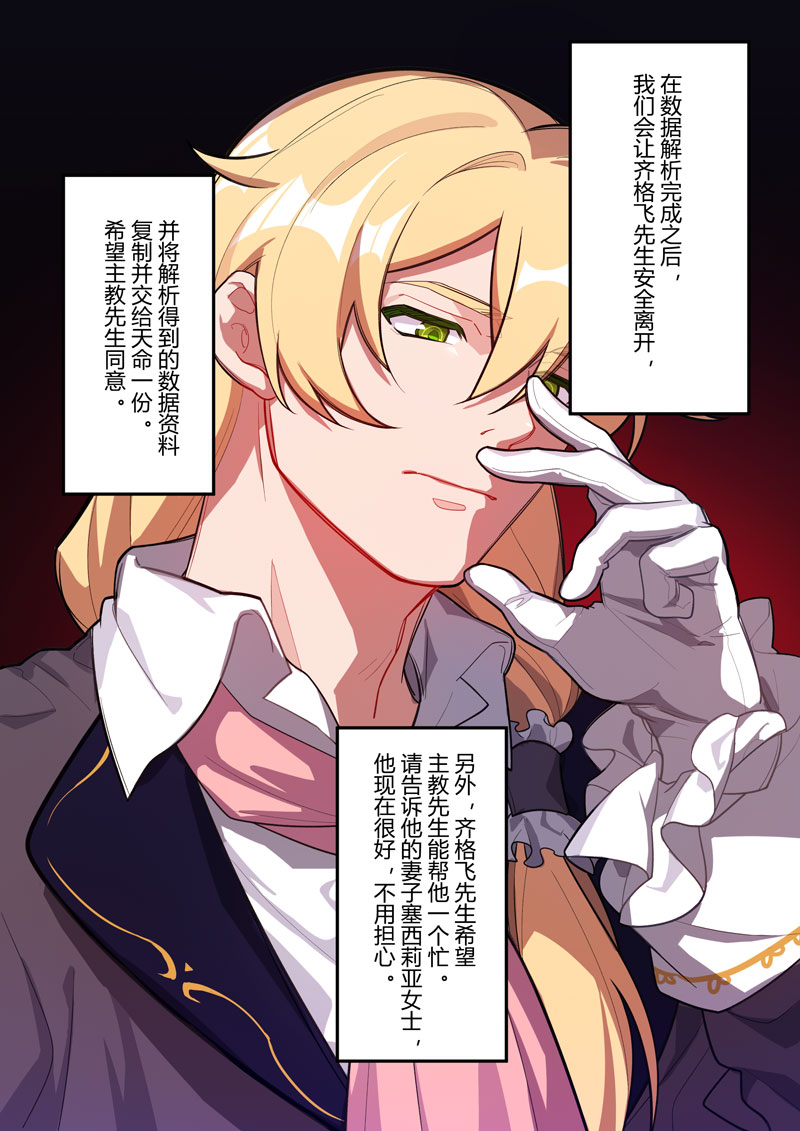 在数据解析完成之后，
我们会让齐格飞先生安全离开，
并将解析得到的数据资料
复制并交给天命一份。
希望主教先生同意。
另外，齐格飞先生希望
主教先生能帮他一个忙。
请告诉他的妻子塞西莉亚女士，
他现在很好，不用担心。